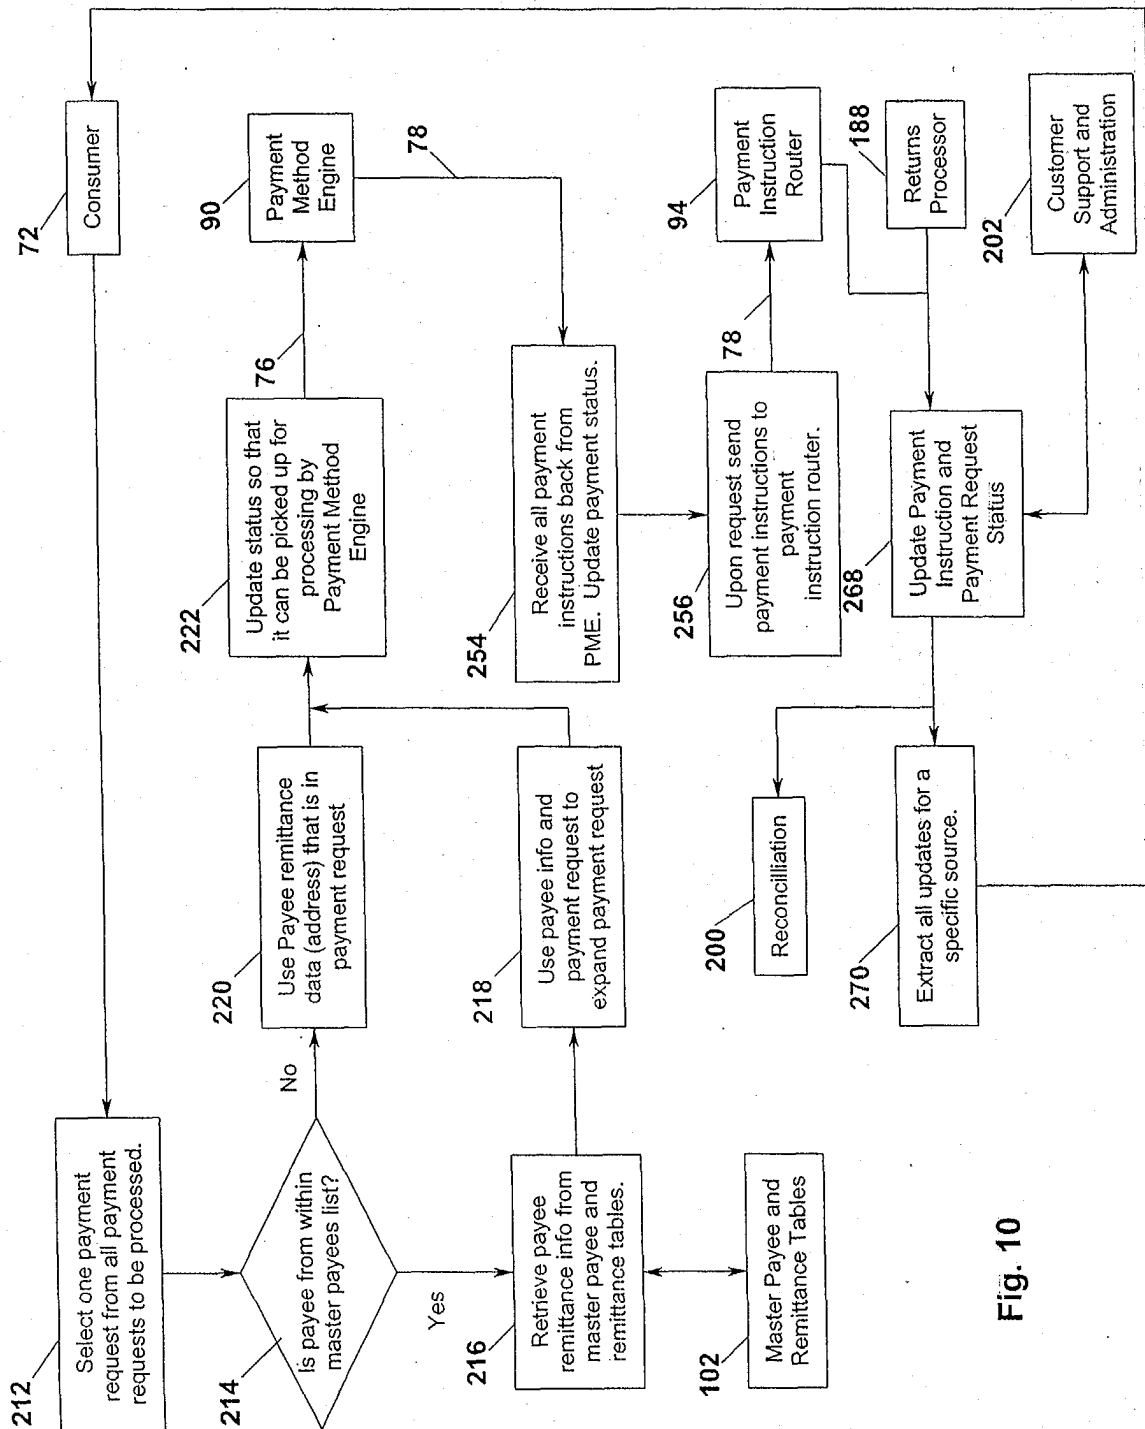 72
Consumer
212
Select one payment
request from all payment
requests to be processed.
214
Is payee from within
master payees list?
No
Yes
220
Use Payee remittance
data (address) that is in
payment request
222
Update status so that
it can be picked up for
processing by
Payment Method
Engine
76
90
Payment
Method
Engine
78
216
Retrieve payee
remittance info from
master payee and
remittance tables.
218
Use payee info and
payment request to
expand payment request
102
Master Payee and
Remittance Tables
254
Receive all payment
instructions back from
PME. Update payment status.
256
Upon request send
payment instructions to
payment
instruction router.
78
94
Payment
Instruction
Router
188
Returns
Processor
200
Reconcilliation
268
Update Payment
Instruction and
Payment Request
Status
202
Customer
Support and
Administration
270
Extract all updates for a
specific source.
Fig. 10